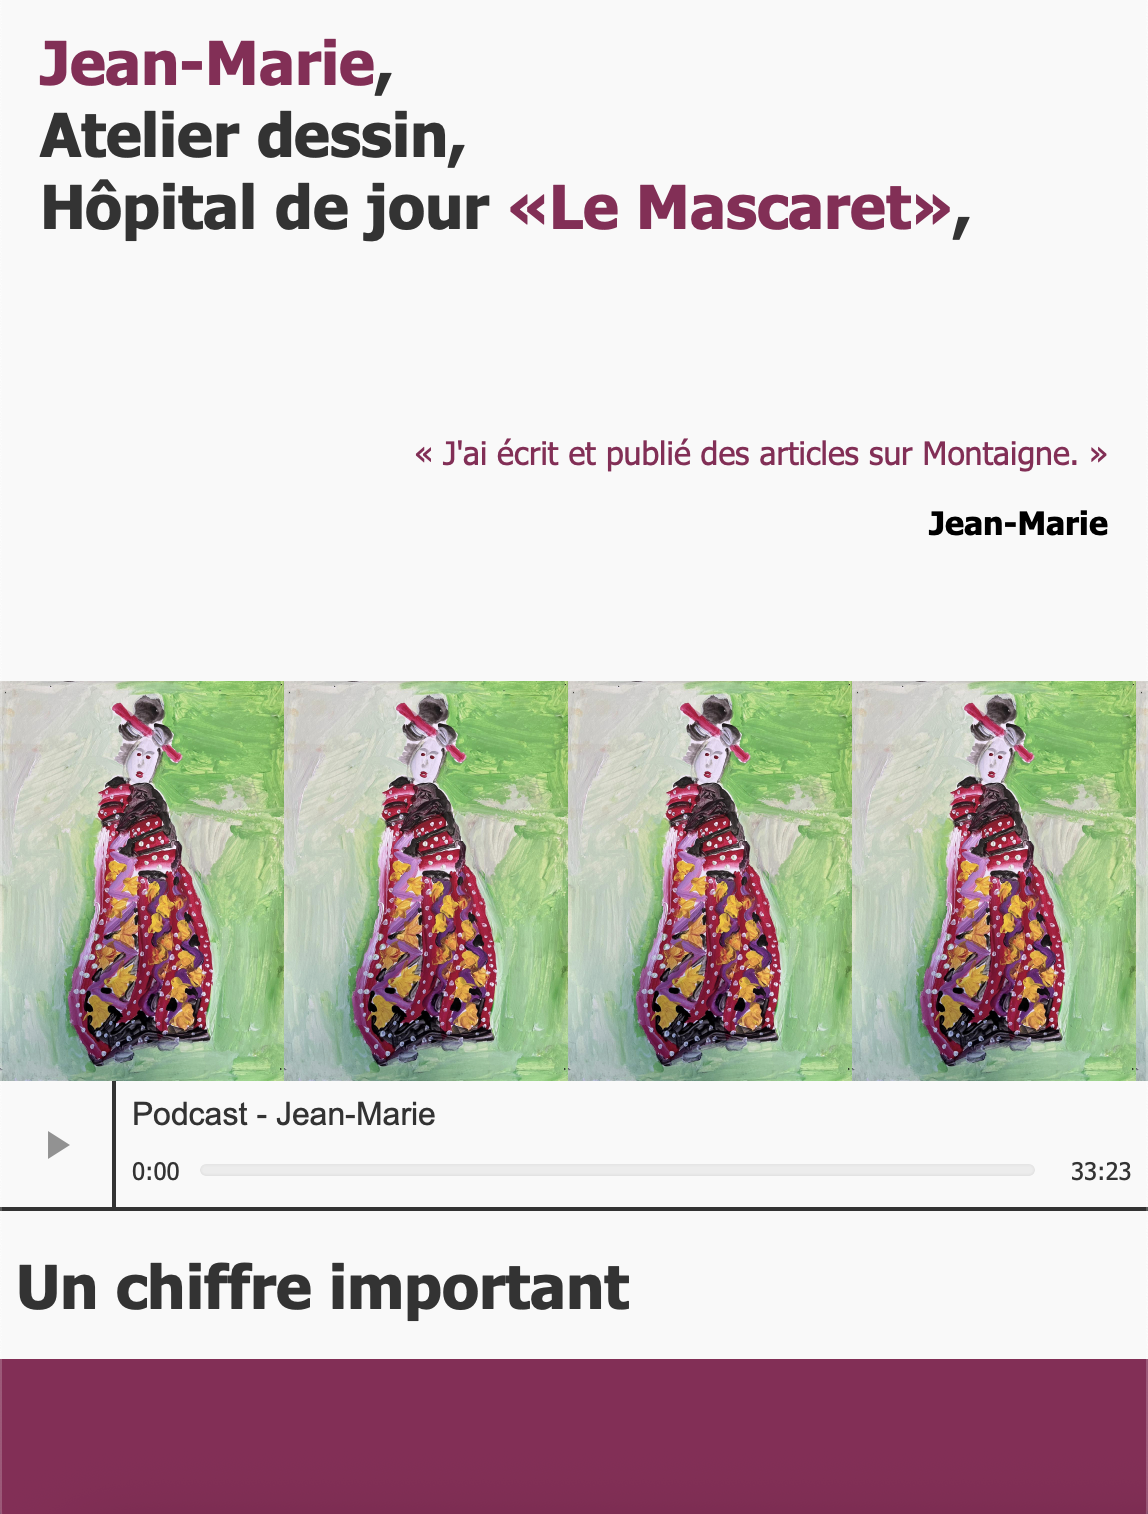 Jean-Marie,
Atelier dessin,
Hôpital de jour «Le Mascaret»,
« J'ai écrit et publié des articles sur Montaigne. »
Jean-Marie
Podcast - Jean-Marie
0:00 33:23
Un chiffre important